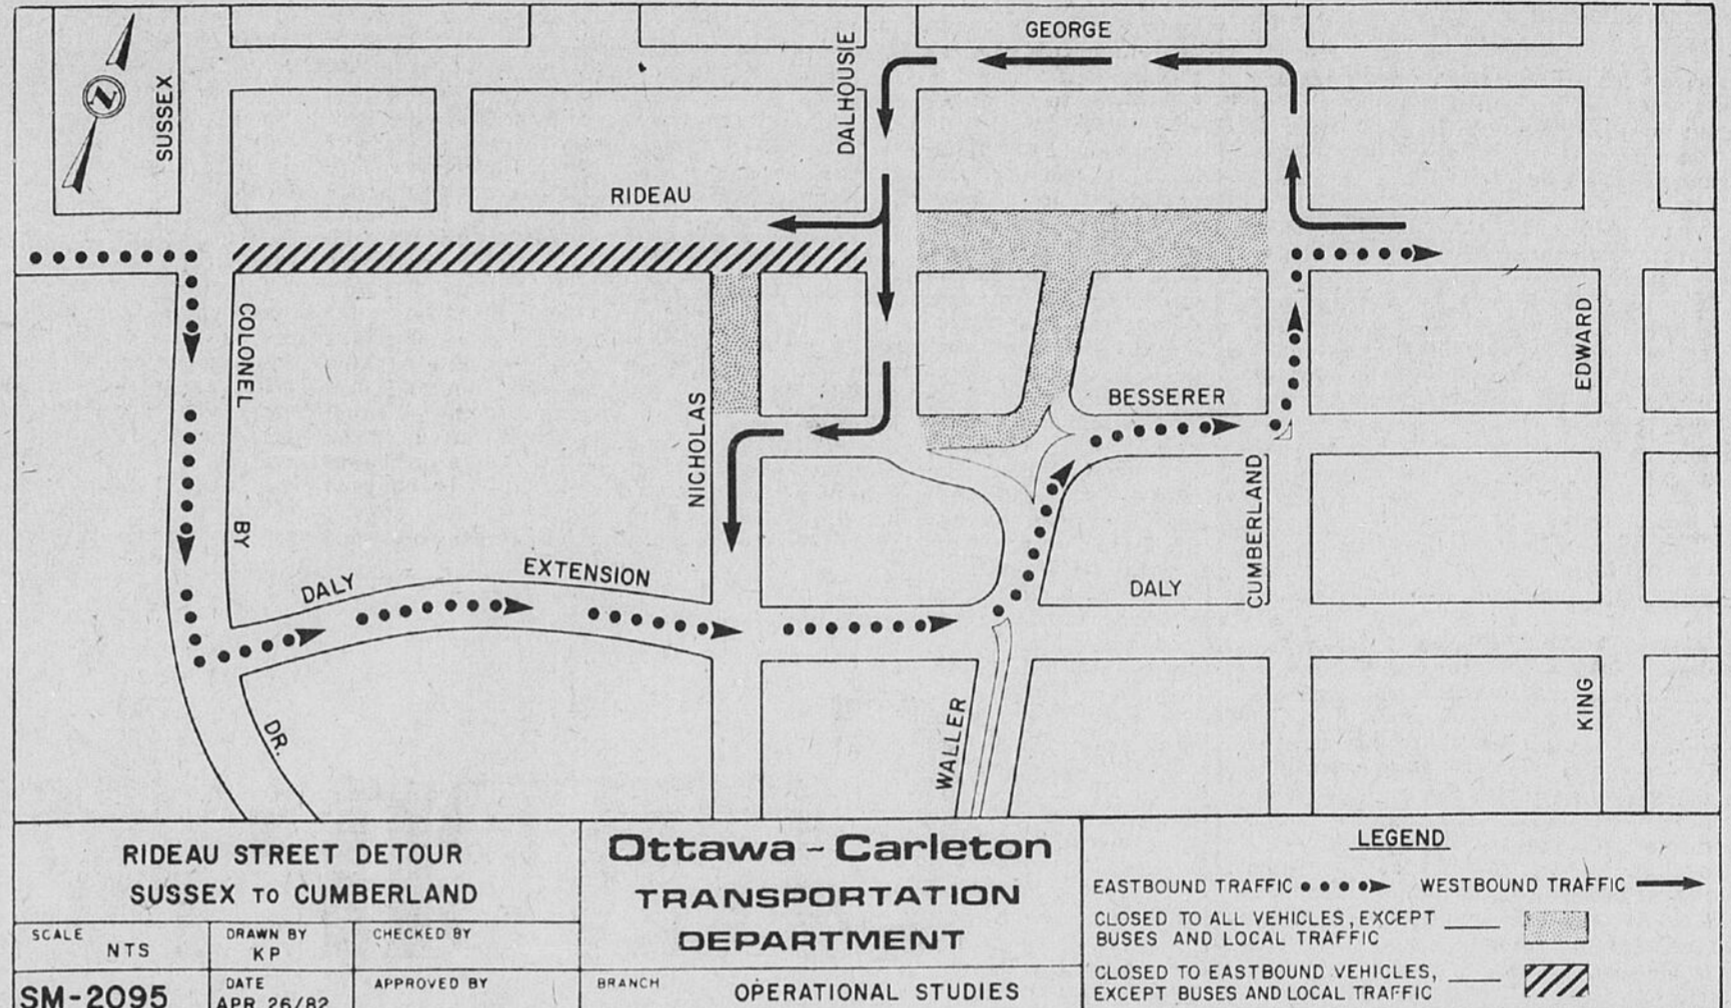 GEORGE
DALHOUSIE
SUSSEX
RIDEAU
COLONEL BY DR.
NICHOLAS
BESSERER
EDWARD
KING
CUMBERLAND
DALY EXTENSION
DALY
WALLER
RIDEAU STREET DETOUR
SUSSEX TO CUMBERLAND
SCALE
NTS
DRAWN BY
KP
CHECKED BY
SM-2095
DATE
APR. 26/82
APPROVED BY
Ottawa-Carleton
TRANSPORTATION
DEPARTMENT
BRANCH
OPERATIONAL STUDIES
LEGEND
EASTBOUND TRAFFIC
WESTBOUND TRAFFIC
CLOSED TO ALL VEHICLES, EXCEPT
BUSES AND LOCAL TRAFFIC
CLOSED TO EASTBOUND VEHICLES,
EXCEPT BUSES AND LOCAL TRAFFIC